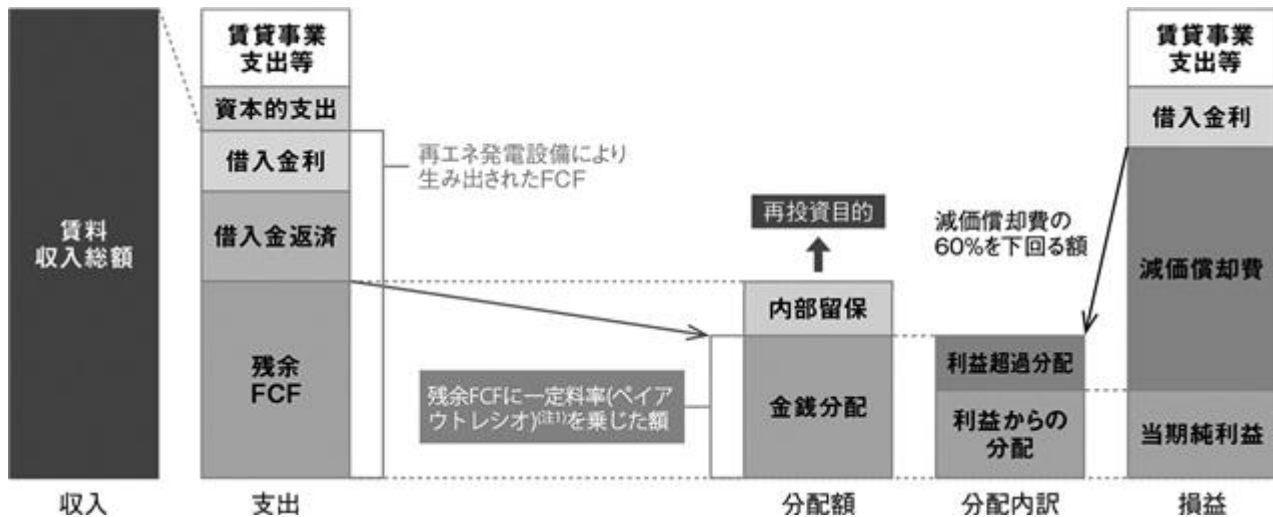 賃料
収入総額
収入
賃貸事業
支出等
資本的支出
借入金利
借入金返済
残余
FCF
支出
再エネ発電設備により
生み出されたFCF
残余FCFに一定料率(ペイア
ウトレシオ)(注1)を乗じた額
再投資目的
内部留保
金銭分配
分配額
減価償却費の
60%を下回る額
利益超過分配
利益からの
分配
分配内訳
賃貸事業
支出等
借入金利
減価償却費
当期純利益
損益